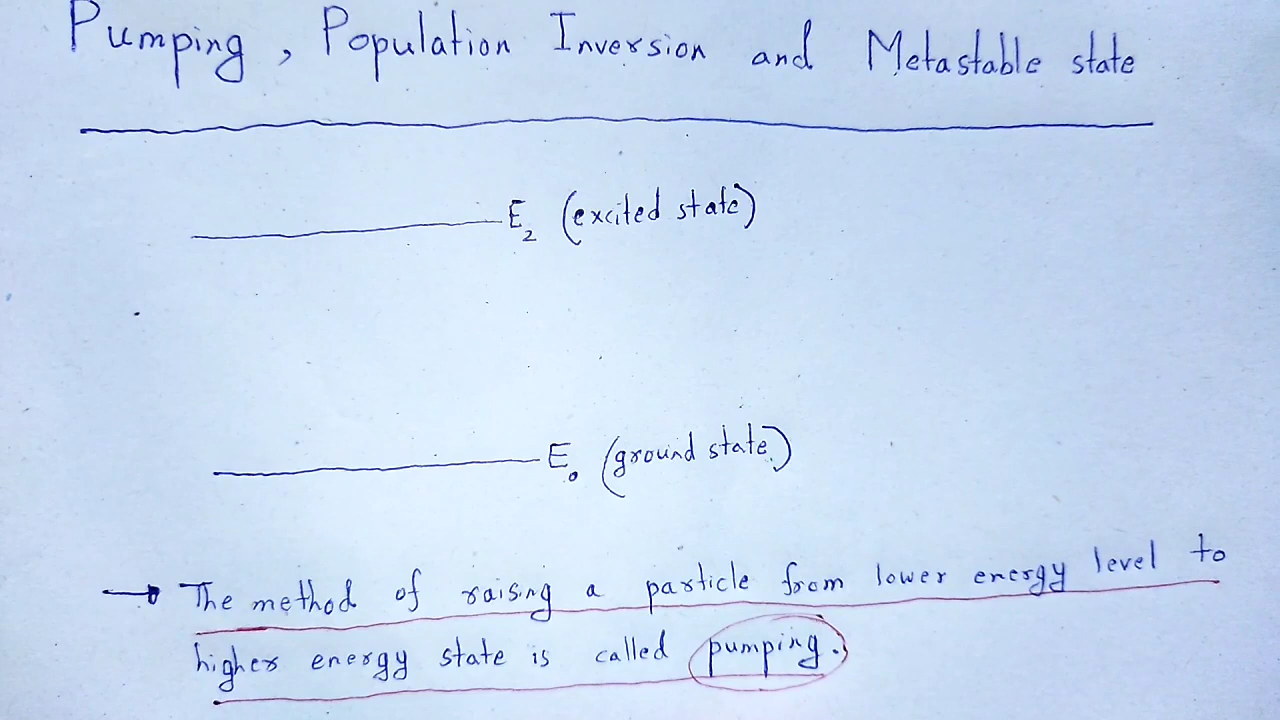 Pumping, Population Inversion and Metastable state
E₂ (excited state)
E₀ (ground state)
→ The method of raising a particle from lower energy level to
higher energy state is called pumping.